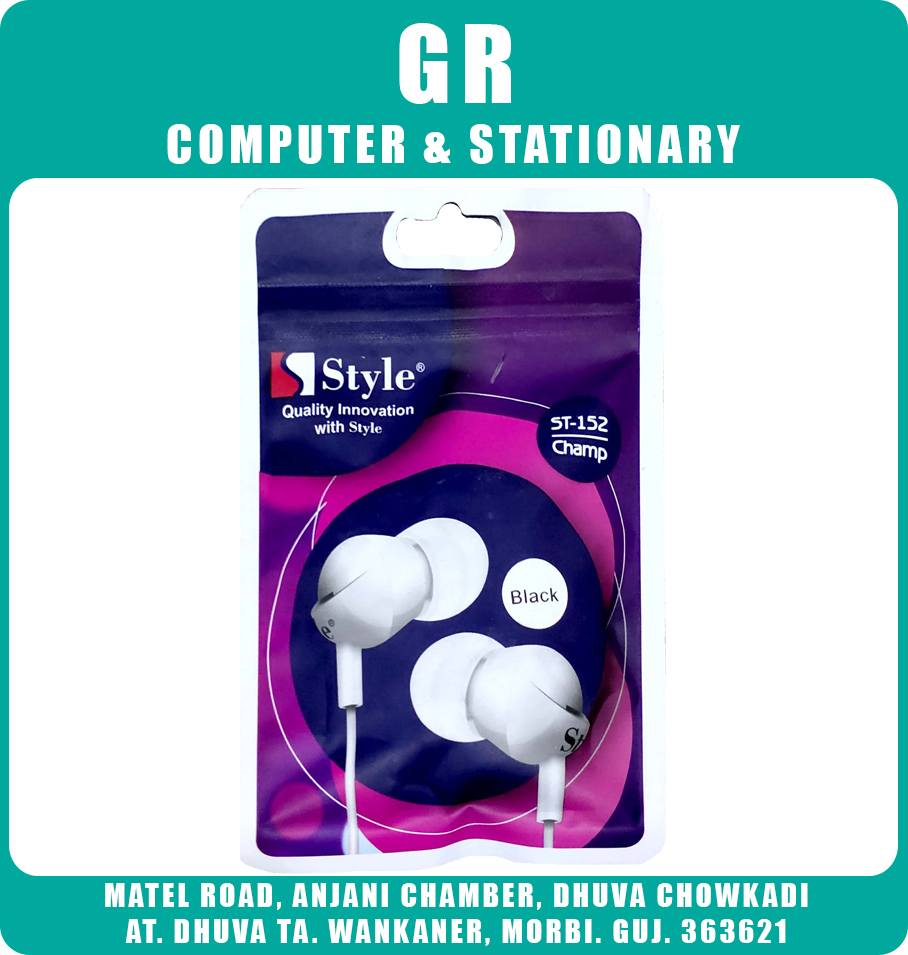 GR
COMPUTER & STATIONARY
Style®
Quality Innovation
with Style
ST-152
Champ
Black
e®
St
MATEL ROAD, ANJANI CHAMBER, DHUVA CHOWKADI
AT. DHUVA TA. WANKANER, MORBI. GUJ. 363621